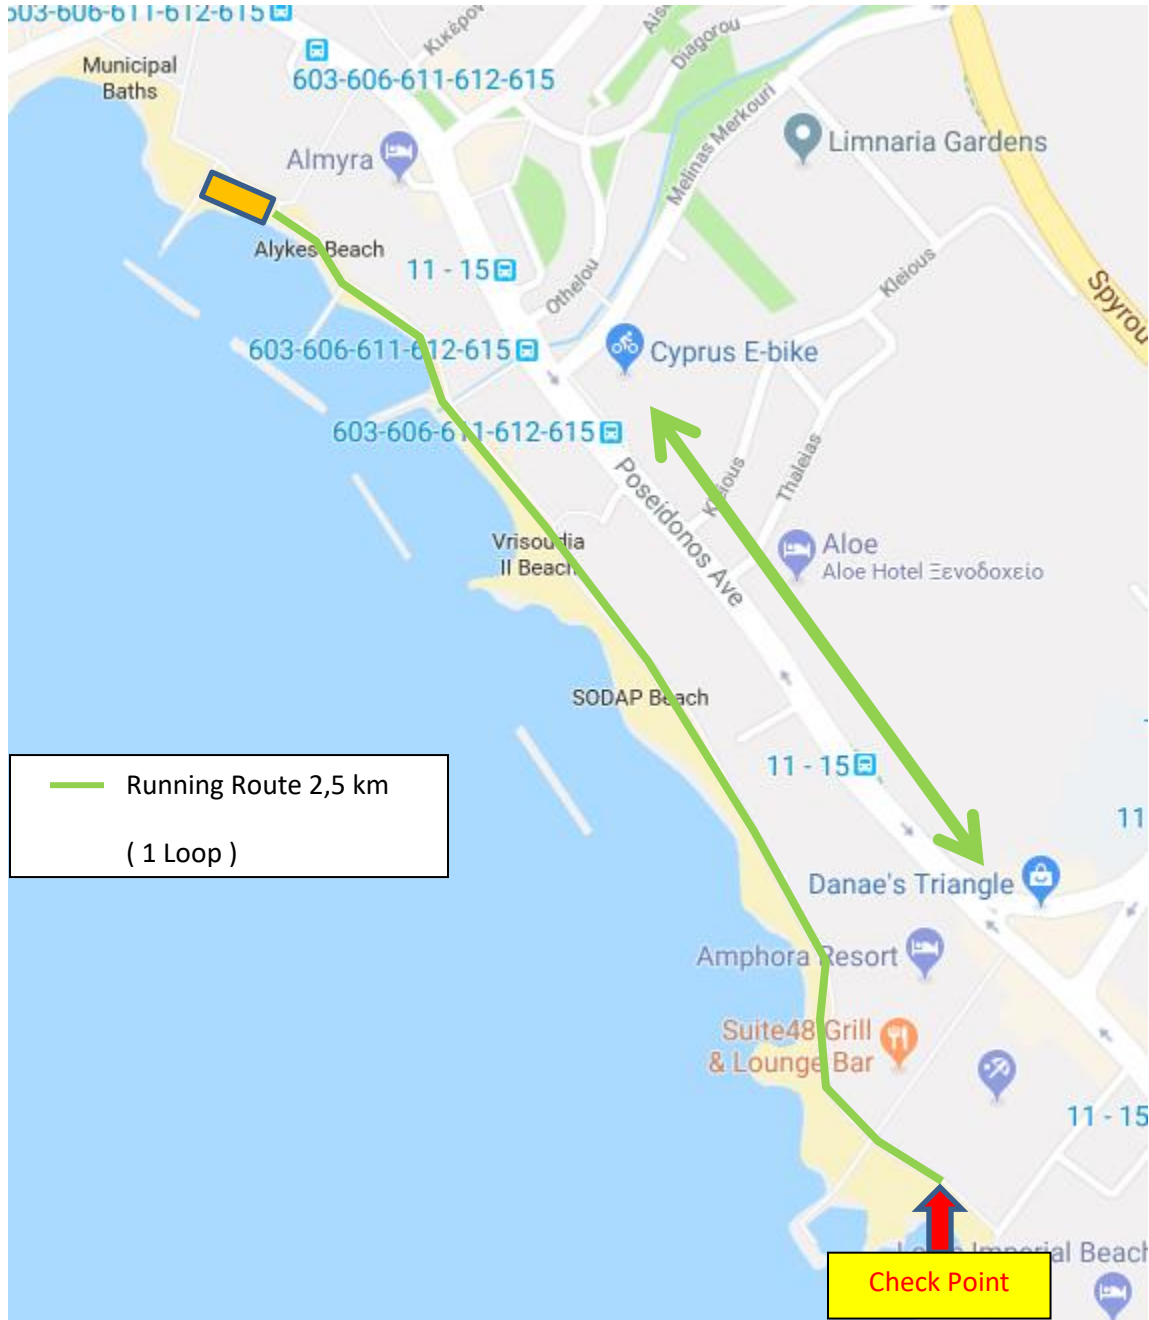 503-606-611-612-615
Κικέρον
Diagorou
Municipal
Baths
603-606-611-612-615
Melinas Merkouri
Limnaria Gardens
Almyra
Alykes Beach
11 - 15
Othelou
Kleious
Spyrou
603-606-611-612-615
Cyprus E-bike
603-606-611-612-615
Poseidonos Ave
Kleious
Thaleias
Vrisoudia
II Beach
Aloe
Aloe Hotel Ξενοδοχείο
SODAP Beach
11 - 15
Running Route 2,5 km
( 1 Loop )
11
Danae's Triangle
Amphora Resort
Suite48 Grill
& Lounge Bar
11 - 15
Imperial Beach
Check Point